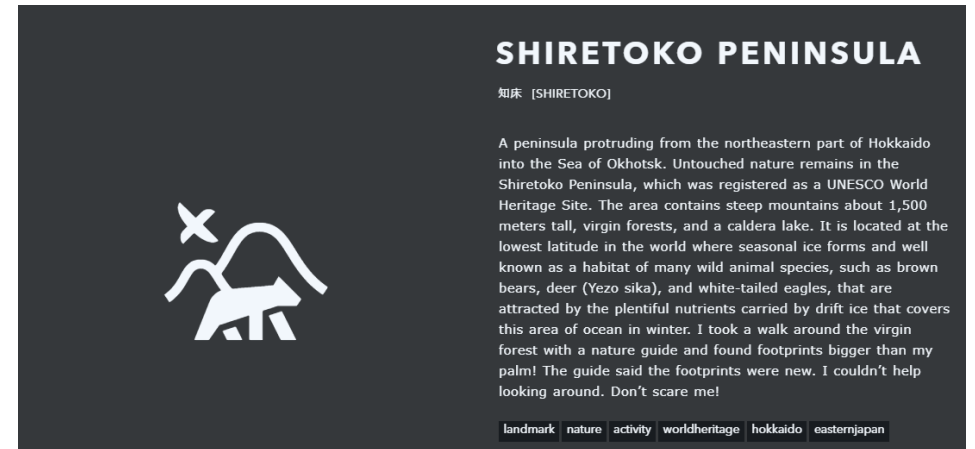 SHIRETOKO PENINSULA
知床 [SHIRETOKO]
A peninsula protruding from the northeastern part of Hokkaido
into the Sea of Okhotsk. Untouched nature remains in the
Shiretoko Peninsula, which was registered as a UNESCO World
Heritage Site. The area contains steep mountains about 1,500
meters tall, virgin forests, and a caldera lake. It is located at the
lowest latitude in the world where seasonal ice forms and well
known as a habitat of many wild animal species, such as brown
bears, deer (Yezo sika), and white-tailed eagles, that are
attracted by the plentiful nutrients carried by drift ice that covers
this area of ocean in winter. I took a walk around the virgin
forest with a nature guide and found footprints bigger than my
palm! The guide said the footprints were new. I couldn’t help
looking around. Don’t scare me!
landmark nature activity worldheritage hokkaido easternjapan